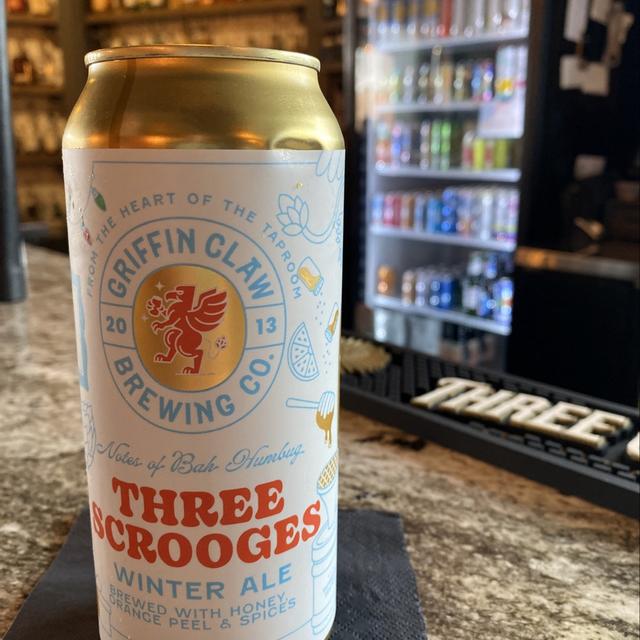 FROM THE HEART OF THE TAPROOM
GRIFFIN CLAW
20 13
BREWING CO.
Notes of Bah Humbug
THREE
SCROOGES
WINTER ALE
BREWED WITH HONEY,
ORANGE PEEL & SPICES
THREE